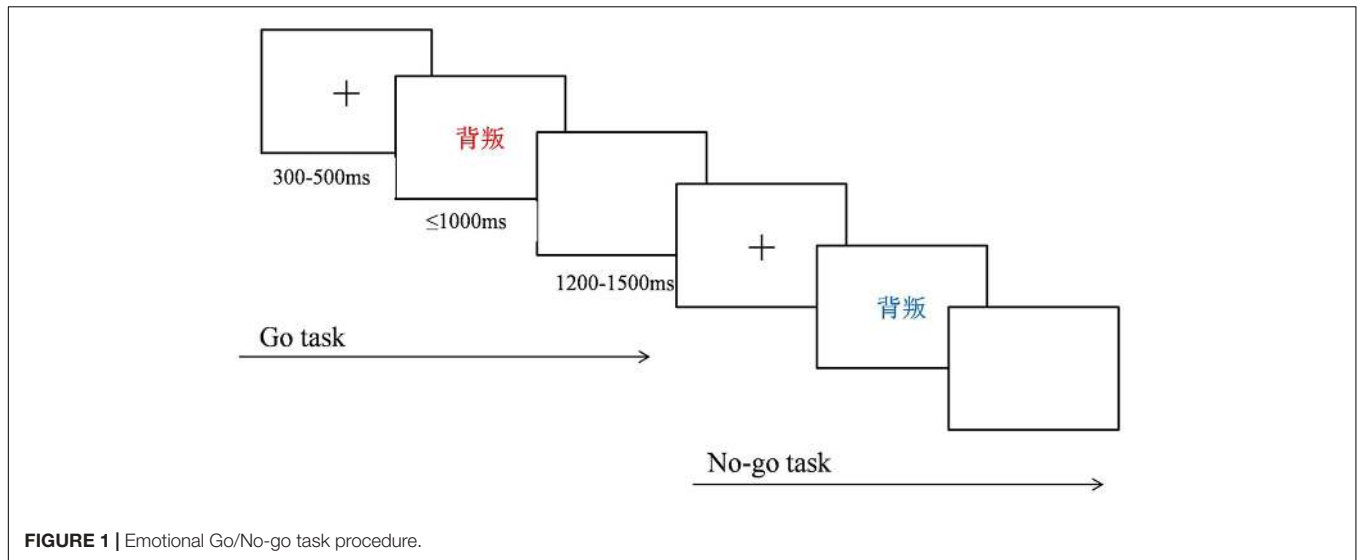 +
背叛
300-500ms
≤1000ms
+
1200-1500ms
背叛
Go task
No-go task
FIGURE 1 | Emotional Go/No-go task procedure.